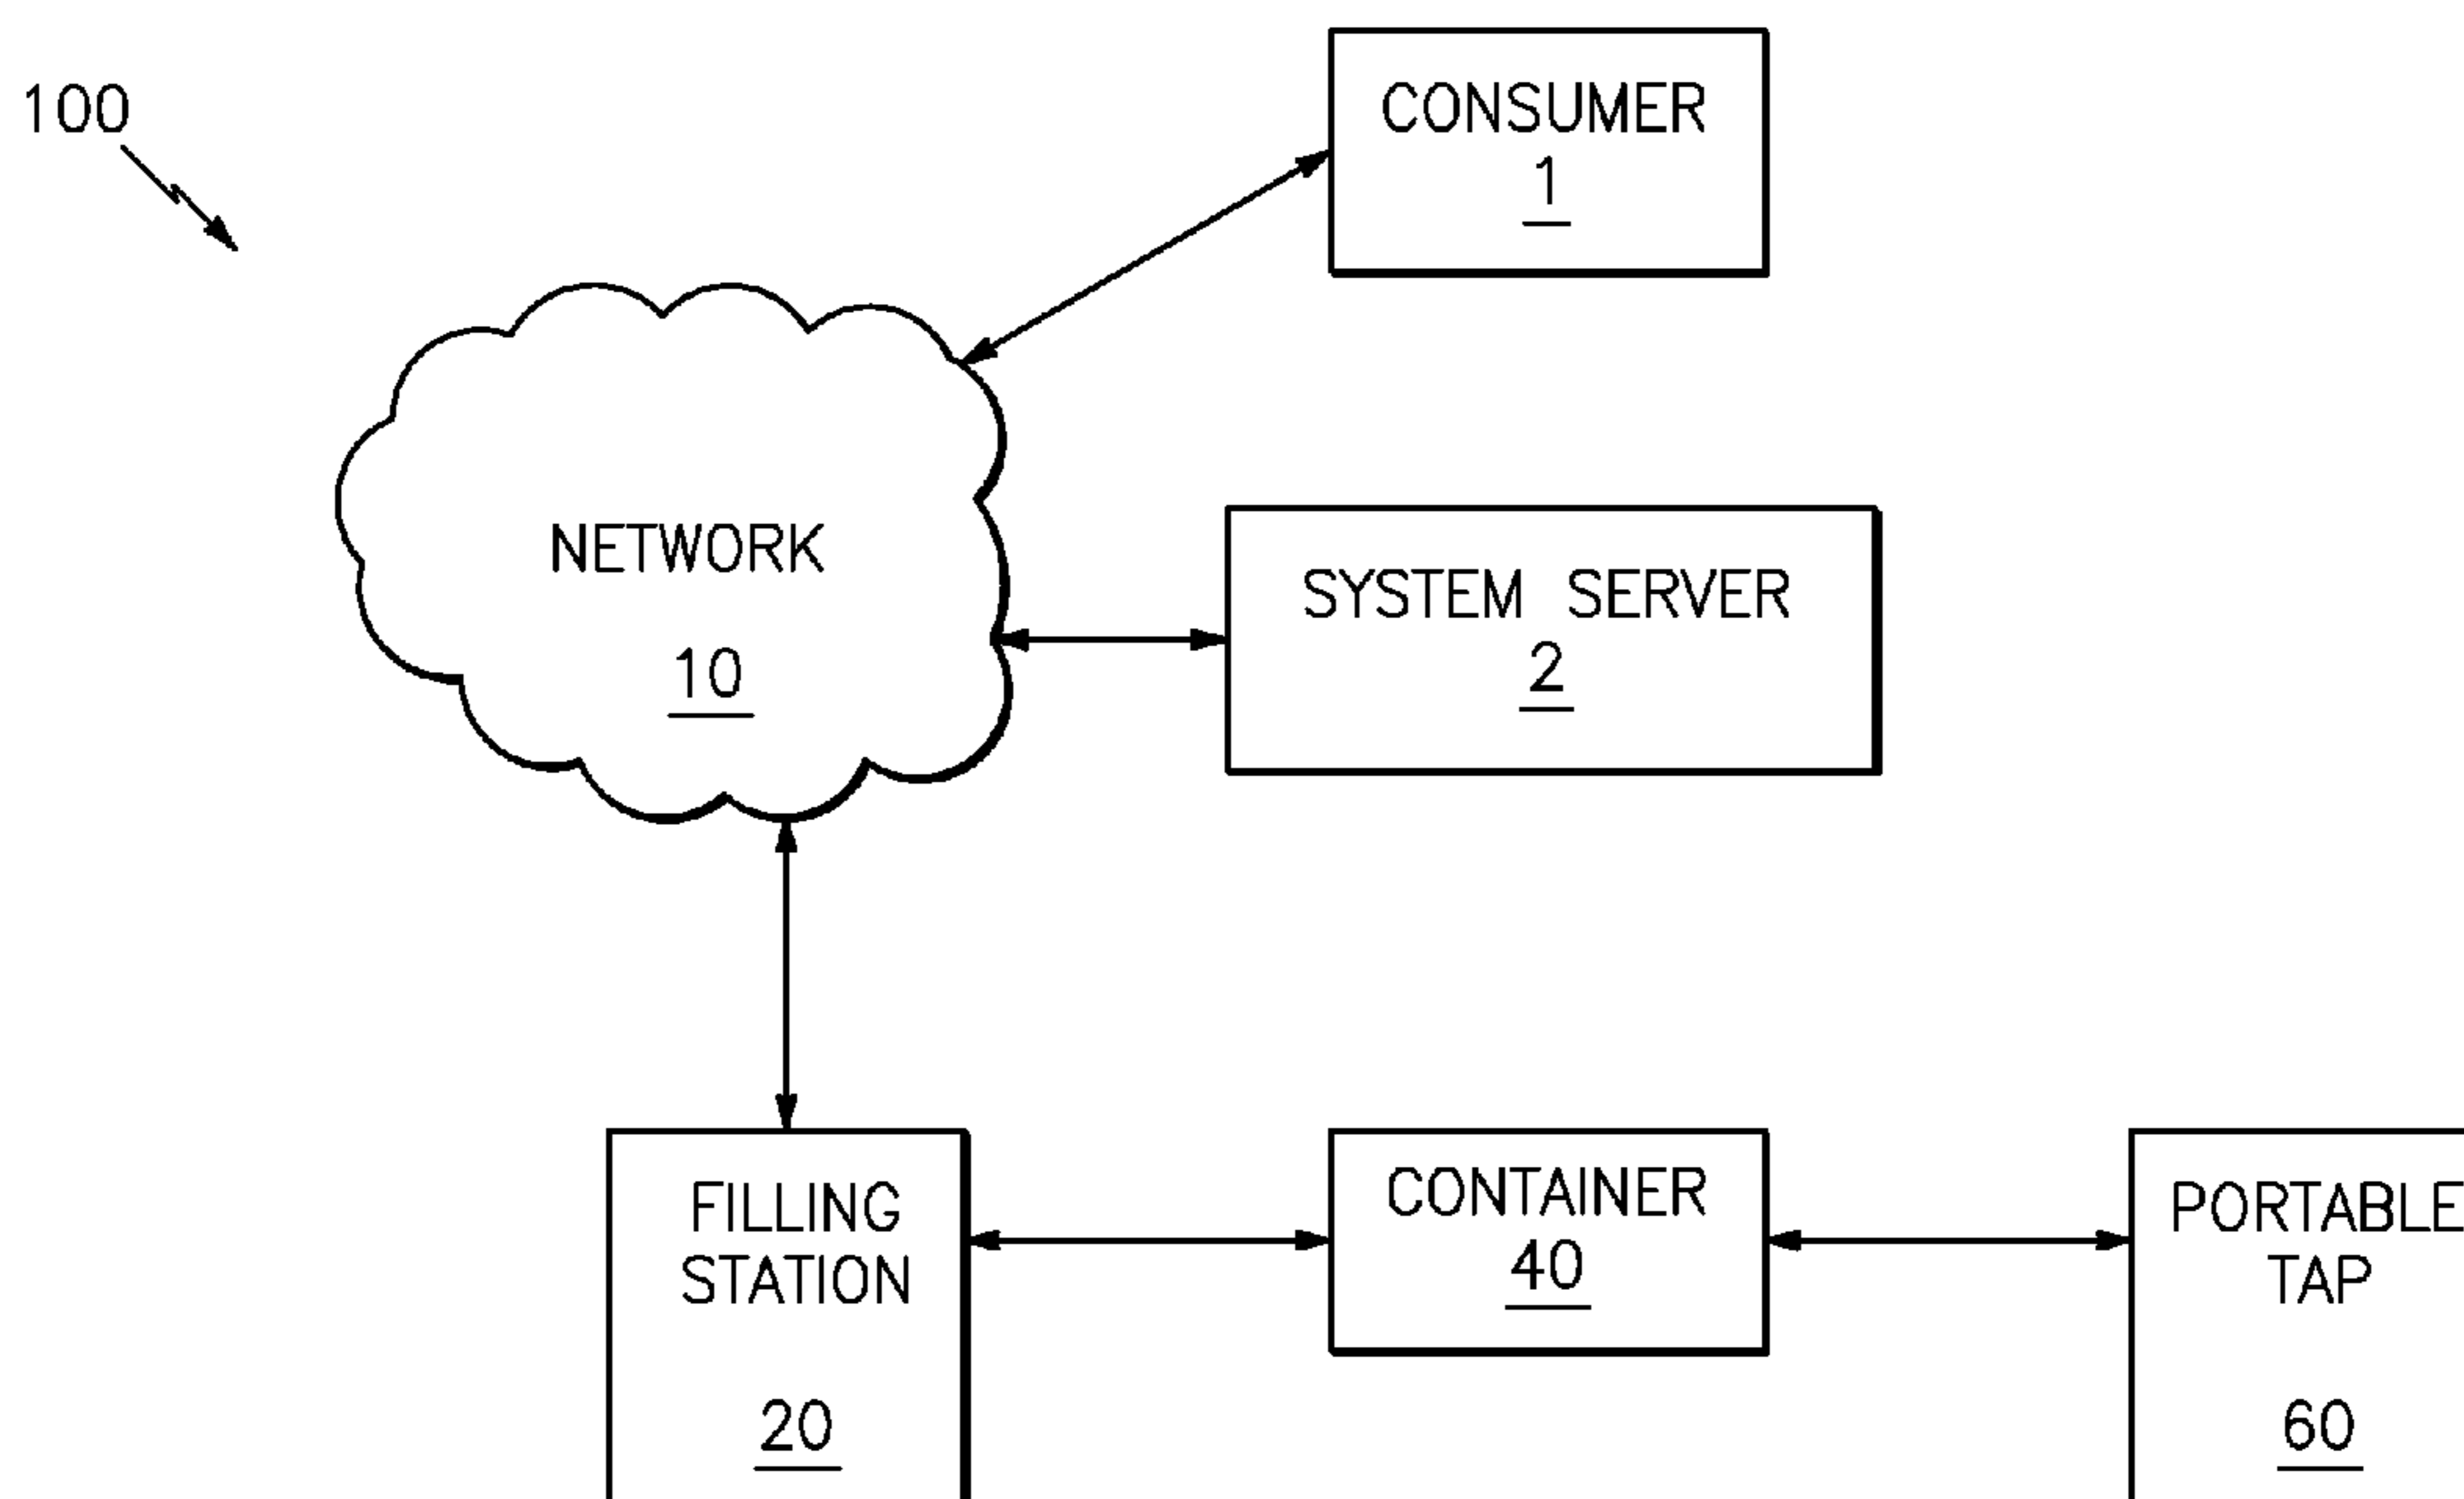 100
CONSUMER
1
NETWORK
10
SYSTEM SERVER
2
FILLING
STATION
20
CONTAINER
40
PORTABLE
TAP
60